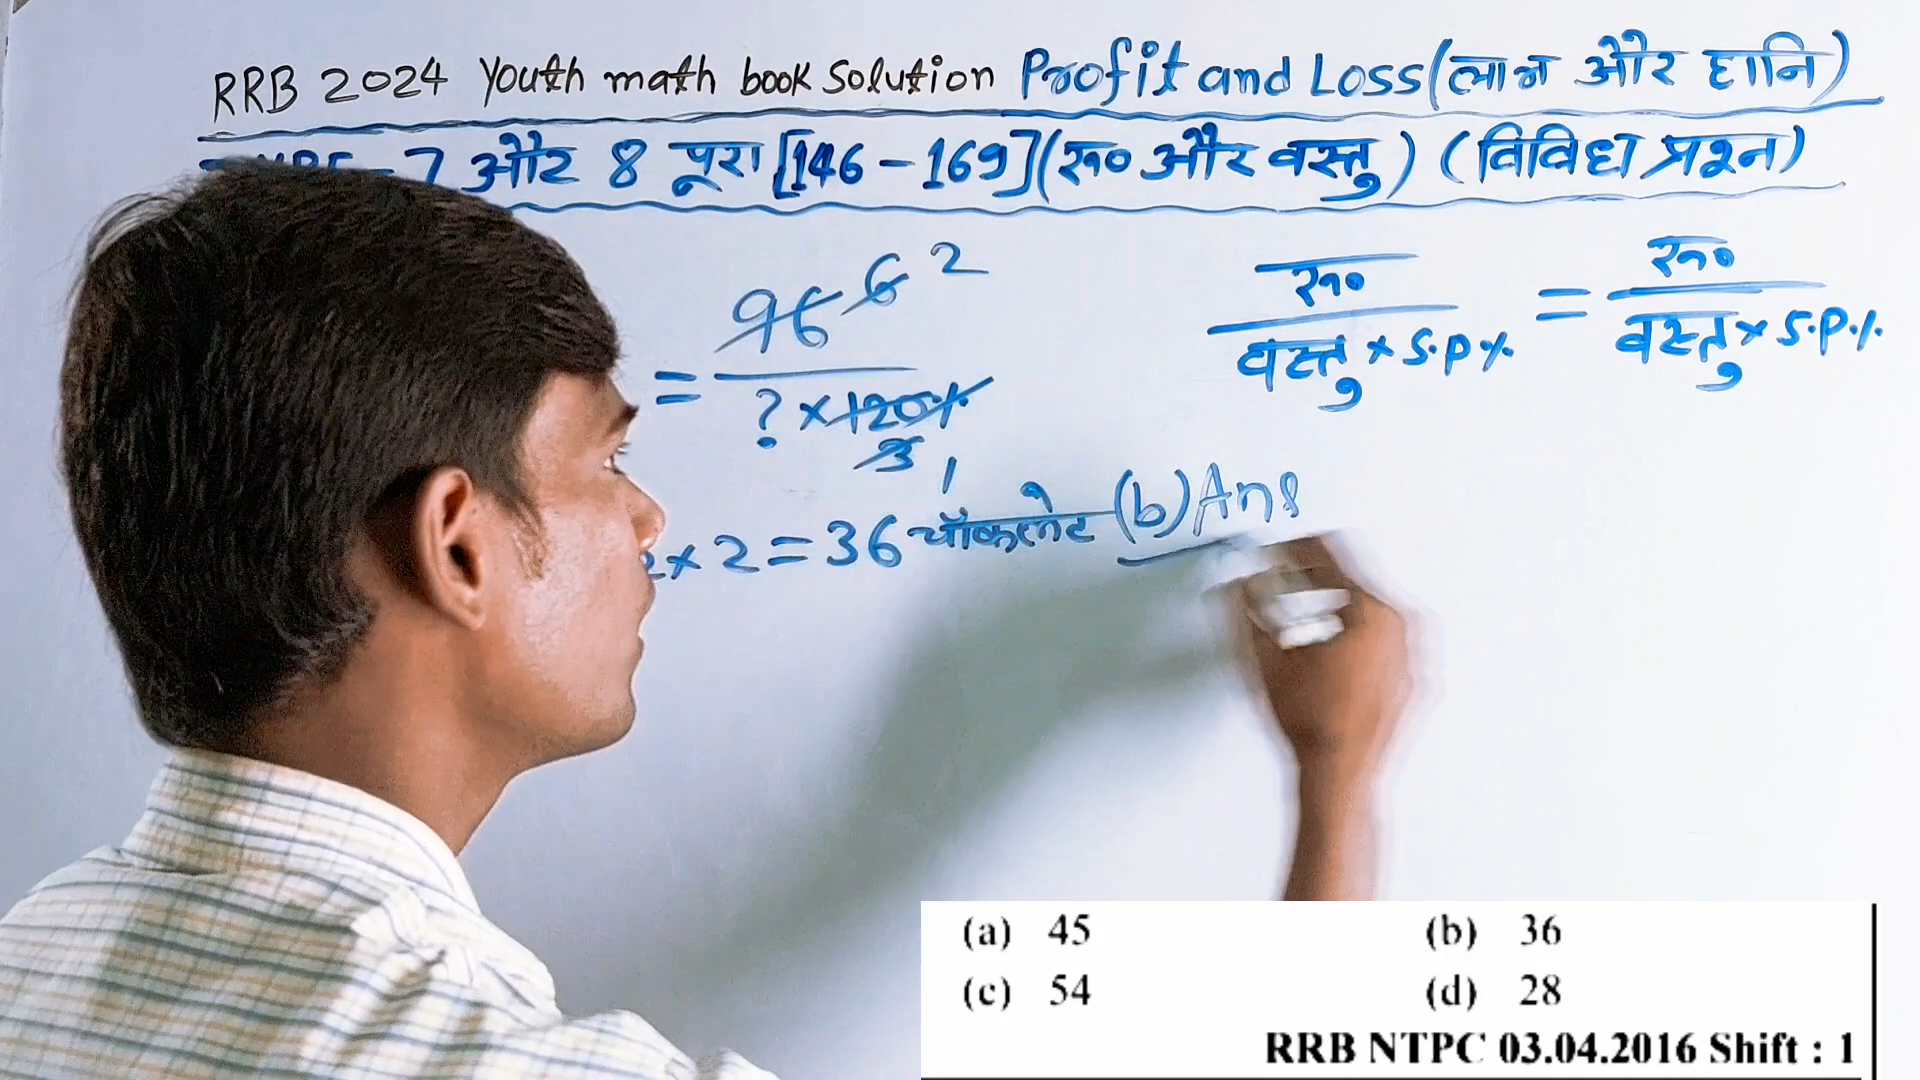 RRB 2024 Youth math book Solution Profit and Loss (लाभ और हानि)
- 7 और 8 पूरा [146 - 169] (रू० और वस्तु) (विविध प्रश्न)
96 6 2
रू० रू०
= ? × 120%
वस्तु × S.P% = वस्तु × S.P%
3 1
× 2 = 36 चॉकलेट (b) Ans
(a) 45 (b) 36
(c) 54 (d) 28
RRB NTPC 03.04.2016 Shift : 1